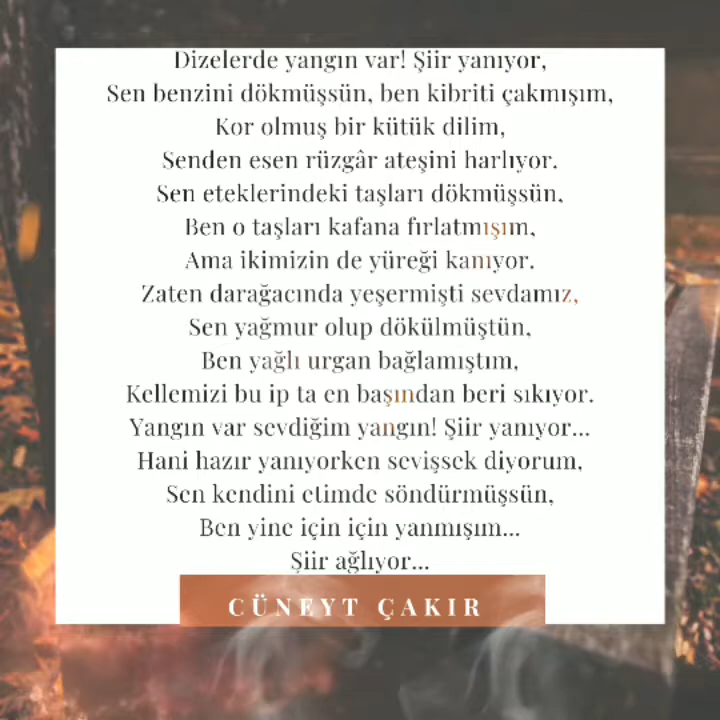 Dizelerde yangın var! Şiir yanıyor,
Sen benzini dökmüşsün, ben kibriti çakmışım,
Kor olmuş bir kütük dilim,
Senden esen rüzgâr ateşini harlıyor.
Sen eteklerindeki taşları dökmüşsün,
Ben o taşları kafana fırlatmışım,
Ama ikimizin de yüreği kanıyor.
Zaten darağacında yeşermişti sevdamız,
Sen yağmur olup dökülmüştün,
Ben yağlı urgan bağlamıştım,
Kellemizi bu ip ta en başından beri sıkıyor.
Yangın var sevdiğim yangın! Şiir yanıyor...
Hani hazır yanıyorken sevişsek diyorum,
Sen kendini etimde söndürmüşsün,
Ben yine için için yanmışım...
Şiir ağlıyor...
CÜNEYT ÇAKIR